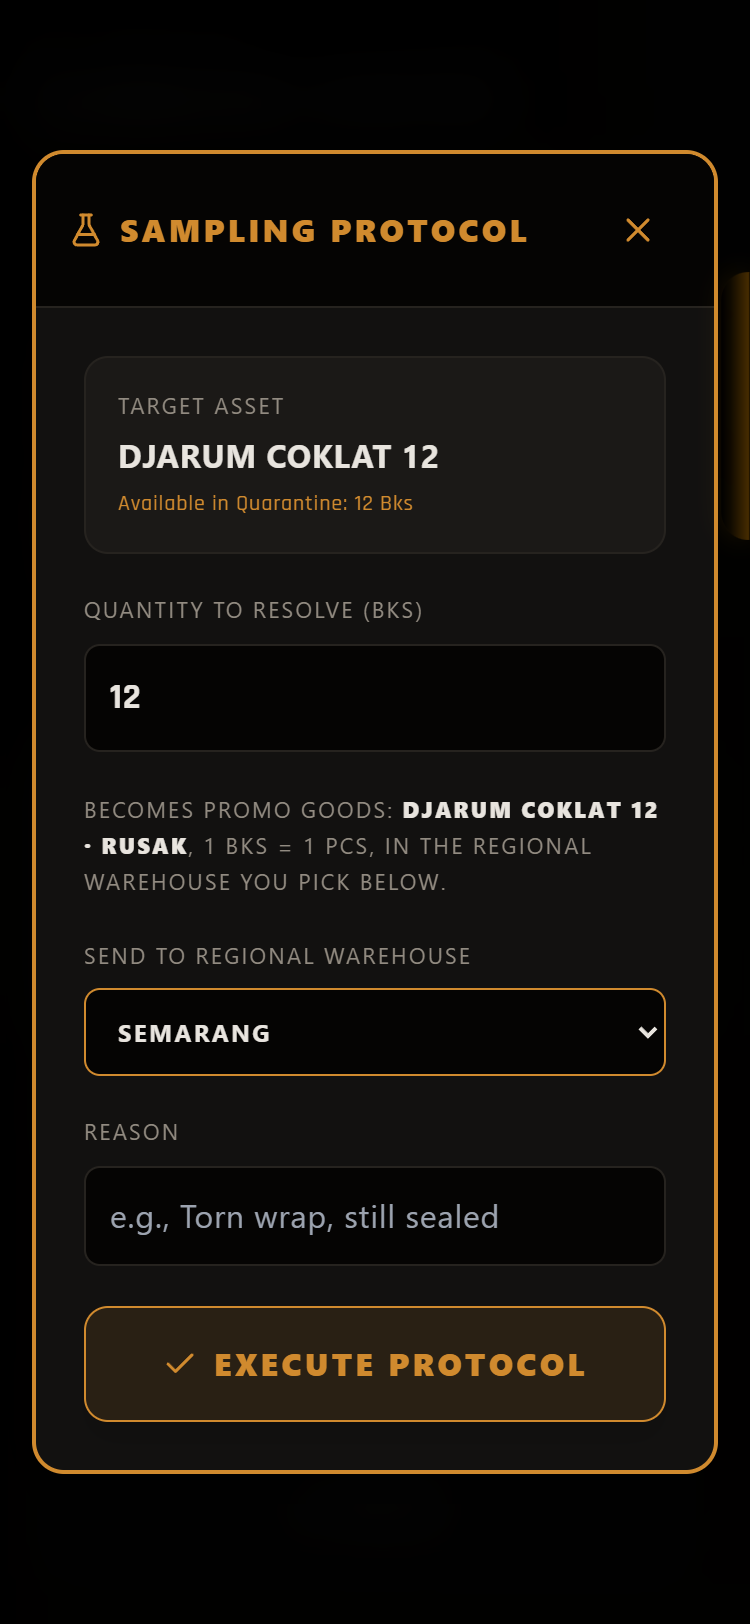 SAMPLING PROTOCOL
TARGET ASSET
DJARUM COKLAT 12
Available in Quarantine: 12 Bks
QUANTITY TO RESOLVE (BKS)
12
BECOMES PROMO GOODS: DJARUM COKLAT 12
· RUSAK, 1 BKS = 1 PCS, IN THE REGIONAL
WAREHOUSE YOU PICK BELOW.
SEND TO REGIONAL WAREHOUSE
SEMARANG
REASON
e.g., Torn wrap, still sealed
EXECUTE PROTOCOL